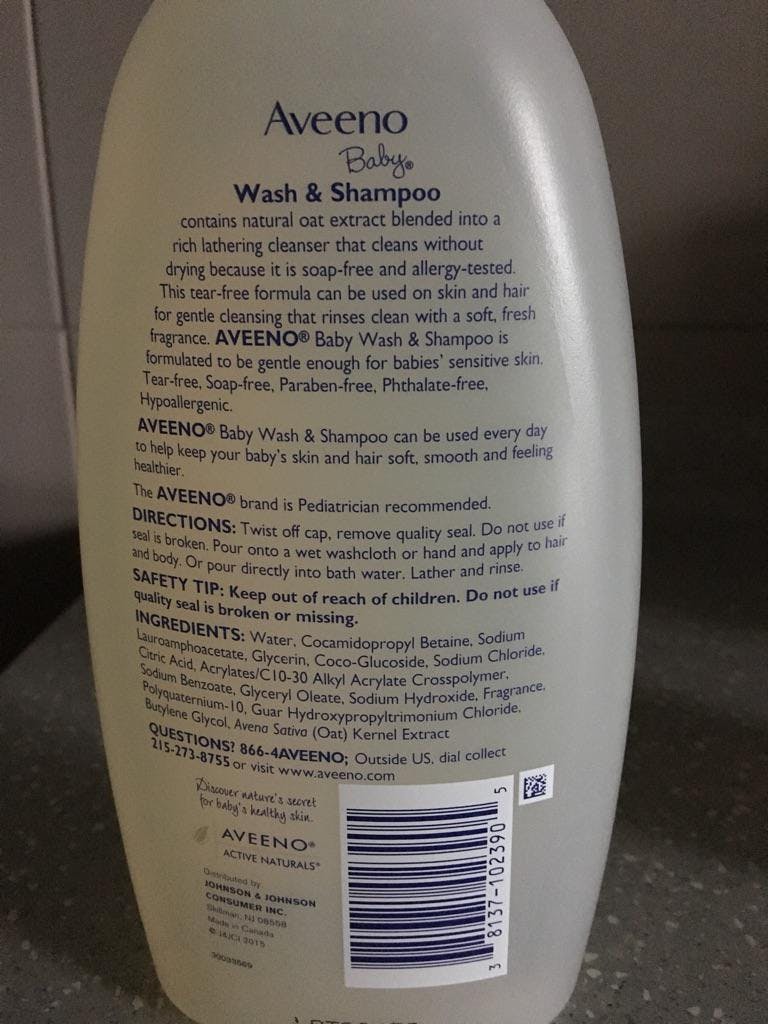 Aveeno
Baby®
Wash & Shampoo
contains natural oat extract blended into a
rich lathering cleanser that cleans without
drying because it is soap-free and allergy-tested.
This tear-free formula can be used on skin and hair
for gentle cleansing that rinses clean with a soft, fresh
fragrance. AVEENO® Baby Wash & Shampoo is
formulated to be gentle enough for babies' sensitive skin.
Tear-free, Soap-free, Paraben-free, Phthalate-free,
Hypoallergenic.
AVEENO® Baby Wash & Shampoo can be used every day
to help keep your baby's skin and hair soft, smooth and feeling
healthier.
The AVEENO® brand is Pediatrician recommended.
DIRECTIONS: Twist off cap, remove quality seal. Do not use if
seal is broken. Pour onto a wet washcloth or hand and apply to hair
and body. Or pour directly into bath water. Lather and rinse.
SAFETY TIP: Keep out of reach of children. Do not use if
quality seal is broken or missing.
INGREDIENTS: Water, Cocamidopropyl Betaine, Sodium
Lauroamphoacetate, Glycerin, Coco-Glucoside, Sodium Chloride,
Citric Acid, Acrylates/C10-30 Alkyl Acrylate Crosspolymer,
Sodium Benzoate, Glyceryl Oleate, Sodium Hydroxide, Fragrance,
Polyquaternium-10, Guar Hydroxypropyltrimonium Chloride,
Butylene Glycol, Avena Sativa (Oat) Kernel Extract
QUESTIONS? 866-4AVEENO; Outside US, dial collect
215-273-8755 or visit www.aveeno.com
Discover nature's secret
for baby's healthy skin.
AVEENO®
ACTIVE NATURALS®
Distributed by
JOHNSON & JOHNSON
CONSUMER INC.
Skillman, NJ 08558
Made in Canada
© J&JCI 2015
3 8137-102390 5